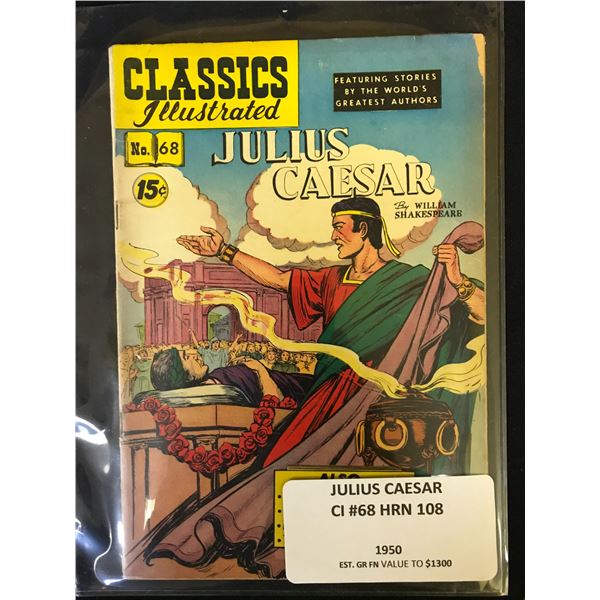 CLASSICS
Illustrated
FEATURING STORIES
BY THE WORLD'S
GREATEST AUTHORS
No. 68
JULIUS
CAESAR
15¢
By WILLIAM
SHAKESPEARE
ALSO
JULIUS CAESAR
CI #68 HRN 108
1950
EST. GR FN VALUE TO $1300